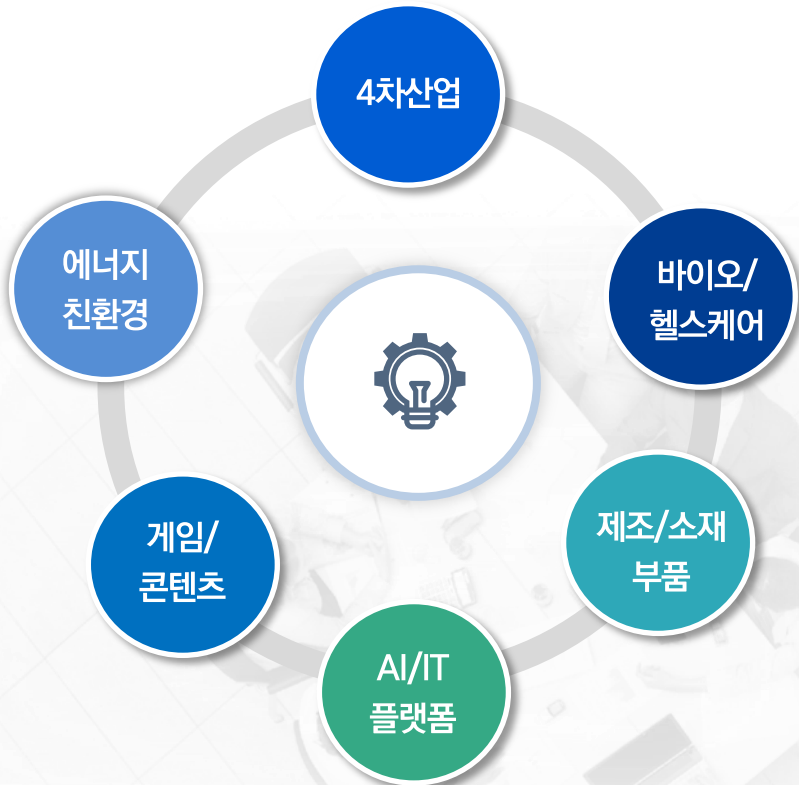 4차산업
에너지
친환경
바이오/
헬스케어
게임/
콘텐츠
제조/소재
부품
AI/IT
플랫폼